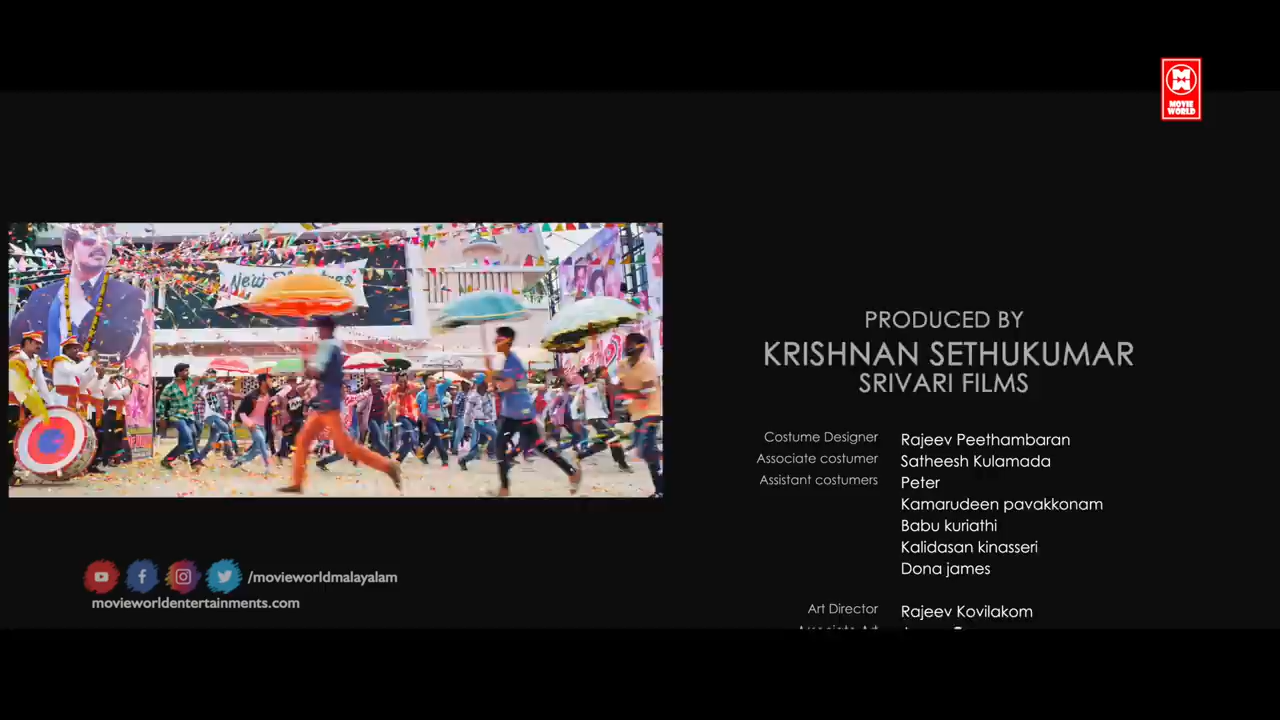 MOVIE
WORLD
PRODUCED BY
KRISHNAN SETHUKUMAR
SRIVARI FILMS
Costume Designer Rajeev Peethambaran
Associate costumer Satheesh Kulamada
Assistant costumers Peter
Kamarudeen pavakkonam
Babu kuriathi
Kalidasan kinasseri
Dona james
Art Director Rajeev Kovilakom
/movieworldmalayalam
movieworldentertainments.com